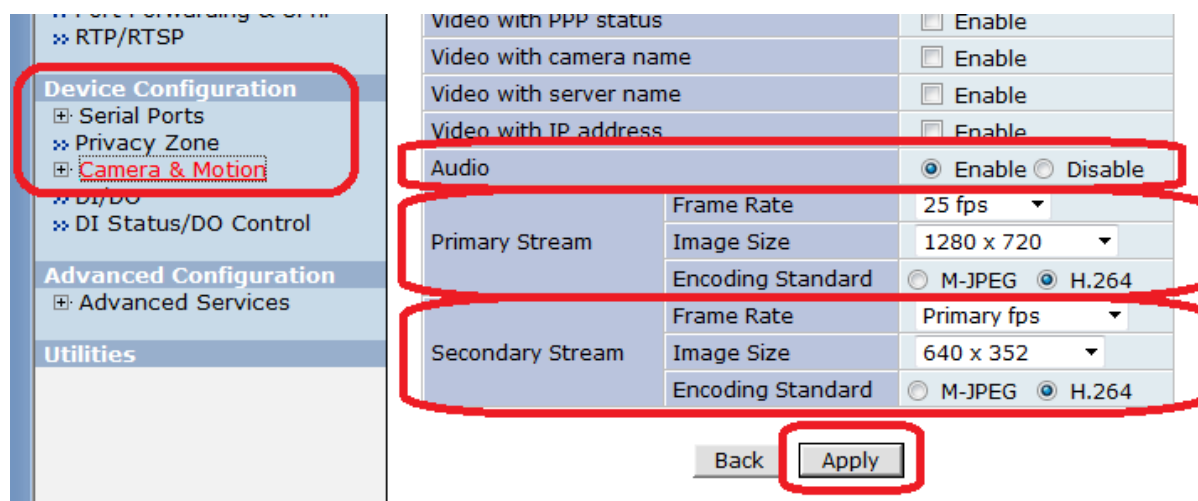 RTP/RTSP
Device Configuration
Serial Ports
Privacy Zone
Camera & Motion
DI/DO
DI Status/DO Control
Advanced Configuration
Advanced Services
Utilities
Video with PPP status Enable
Video with camera name Enable
Video with server name Enable
Video with IP address Enable
Audio Enable Disable
Primary Stream
Frame Rate 25 fps
Image Size 1280 x 720
Encoding Standard M-JPEG H.264
Secondary Stream
Frame Rate Primary fps
Image Size 640 x 352
Encoding Standard M-JPEG H.264
Back Apply